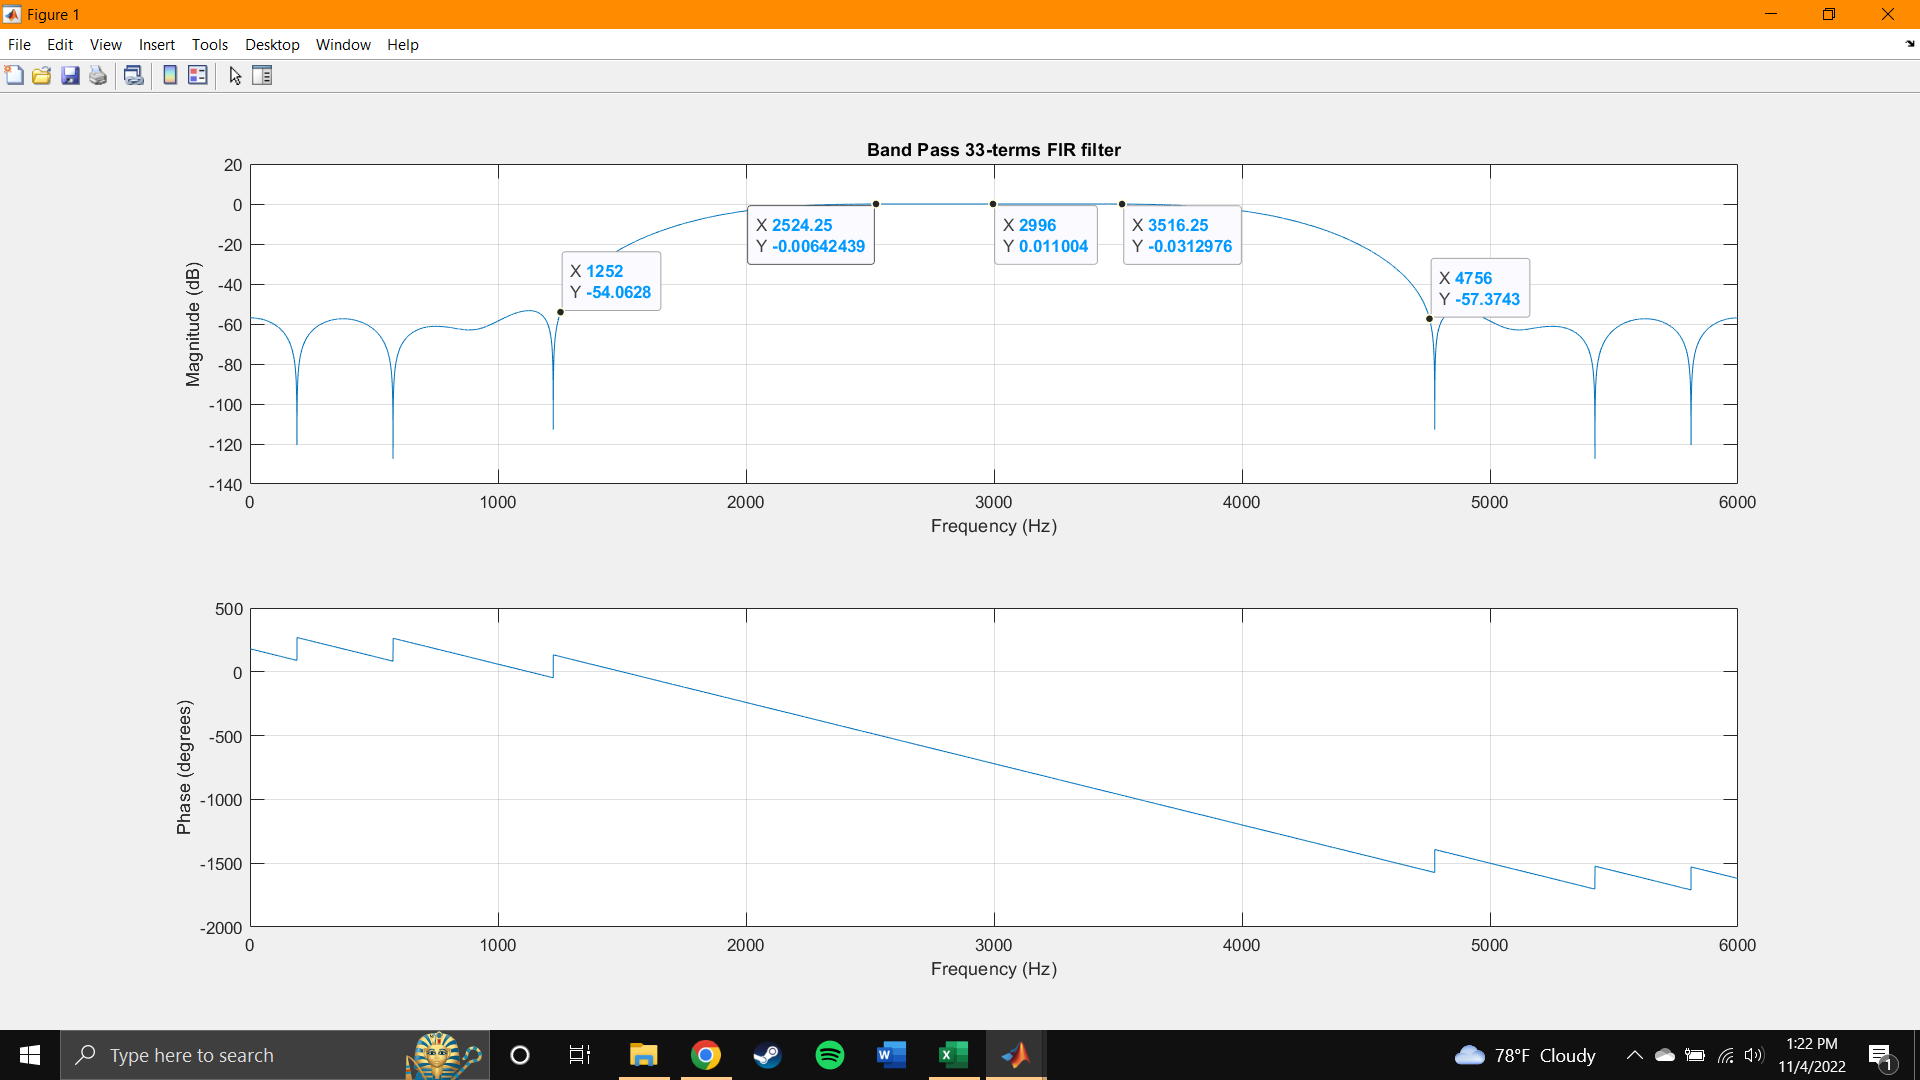 Figure 1
File Edit View Insert Tools Desktop Window Help
Band Pass 33-terms FIR filter
20
0
-20
-40
-60
-80
-100
-120
-140
Magnitude (dB)
X 1252
Y -54.0628
X 2524.25
Y -0.00642439
X 2996
Y 0.011004
X 3516.25
Y -0.0312976
X 4756
Y -57.3743
0 1000 2000 3000 4000 5000 6000
Frequency (Hz)
500
0
-500
-1000
-1500
-2000
Phase (degrees)
0 1000 2000 3000 4000 5000 6000
Frequency (Hz)
Type here to search
W
X
78°F Cloudy
1:22 PM
11/4/2022
1